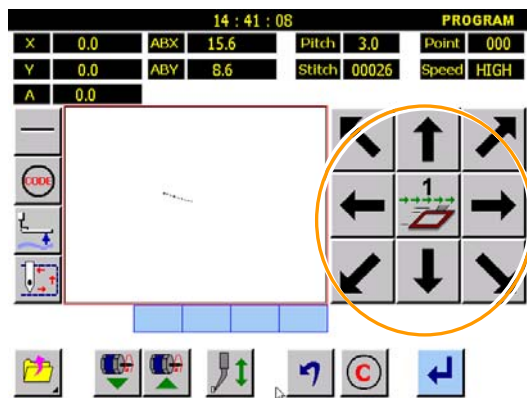 14 : 41 : 08 PROGRAM
X 0.0 ABX 15.6 Pitch 3.0 Point 000
Y 0.0 ABY 8.6 Stitch 00026 Speed HIGH
A 0.0
CODE
1
C